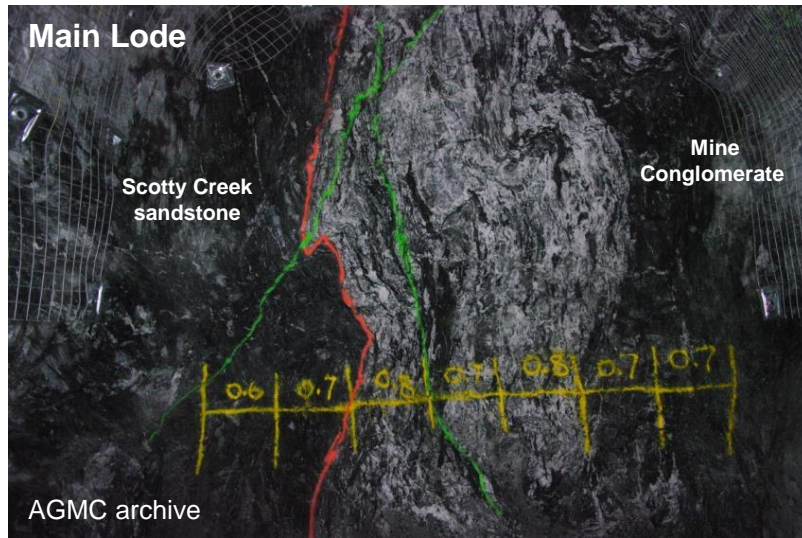 Main Lode
Scotty Creek
sandstone
Mine
Conglomerate
0.6 0.7 0.8 0.7 0.8 0.7 0.7
AGMC archive